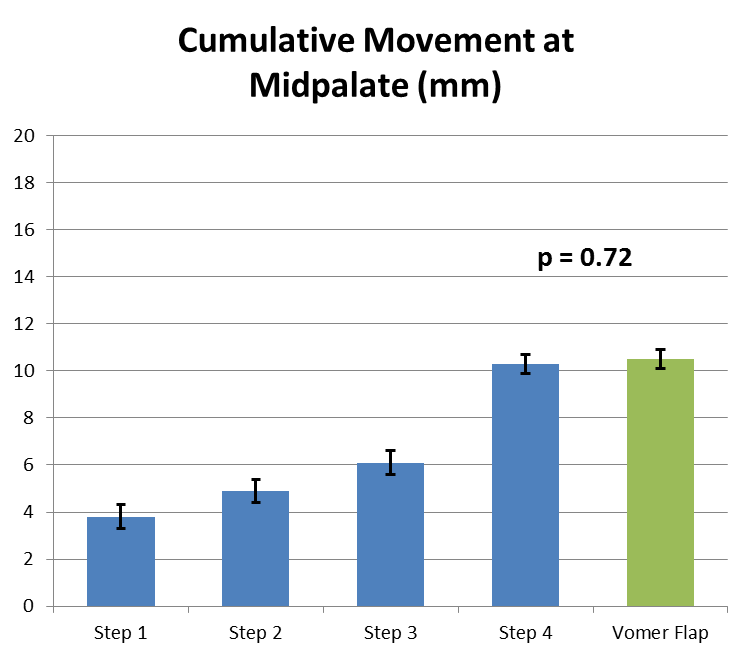 Cumulative Movement at
Midpalate (mm)
20
18
16
p = 0.72
14
12
10
8
6
4
2
0
Step 1 Step 2 Step 3 Step 4 Vomer Flap